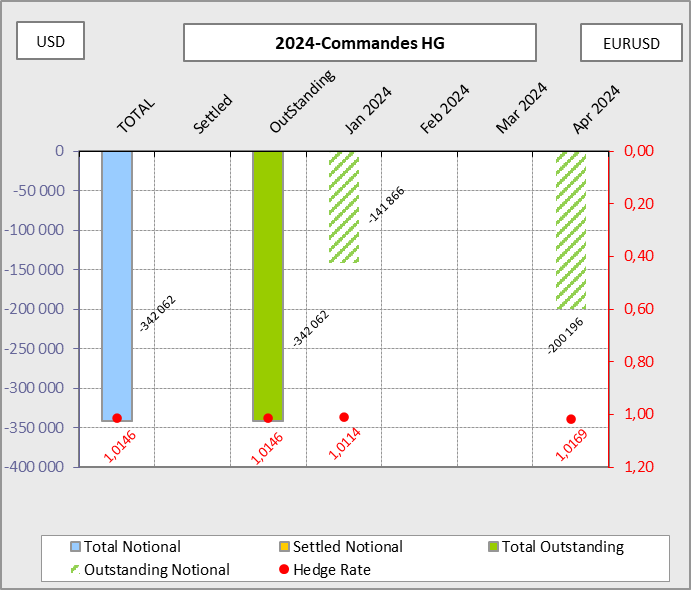 USD
2024-Commandes HG
EURUSD
TOTAL
Settled
OutStanding
Jan 2024
Feb 2024
Mar 2024
Apr 2024
0
-50 000
-100 000
-150 000
-200 000
-250 000
-300 000
-350 000
-400 000
0,00
0,20
0,40
0,60
0,80
1,00
1,20
-342 062
-342 062
-141 866
-200 196
1,0146
1,0146
1,0114
1,0169
Total Notional
Settled Notional
Total Outstanding
Outstanding Notional
Hedge Rate